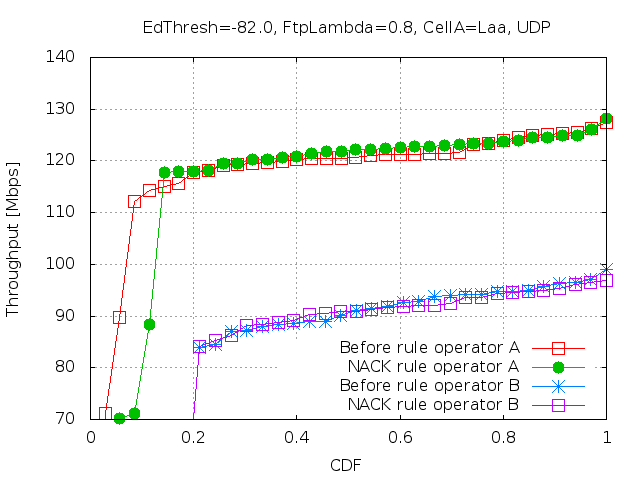 EdThresh=-82.0, FtpLambda=0.8, CellA=Laa, UDP
140
130
120
110
100
90
80
70
Throughput [Mbps]
Before rule operator A
NACK rule operator A
Before rule operator B
NACK rule operator B
0 0.2 0.4 0.6 0.8 1
CDF